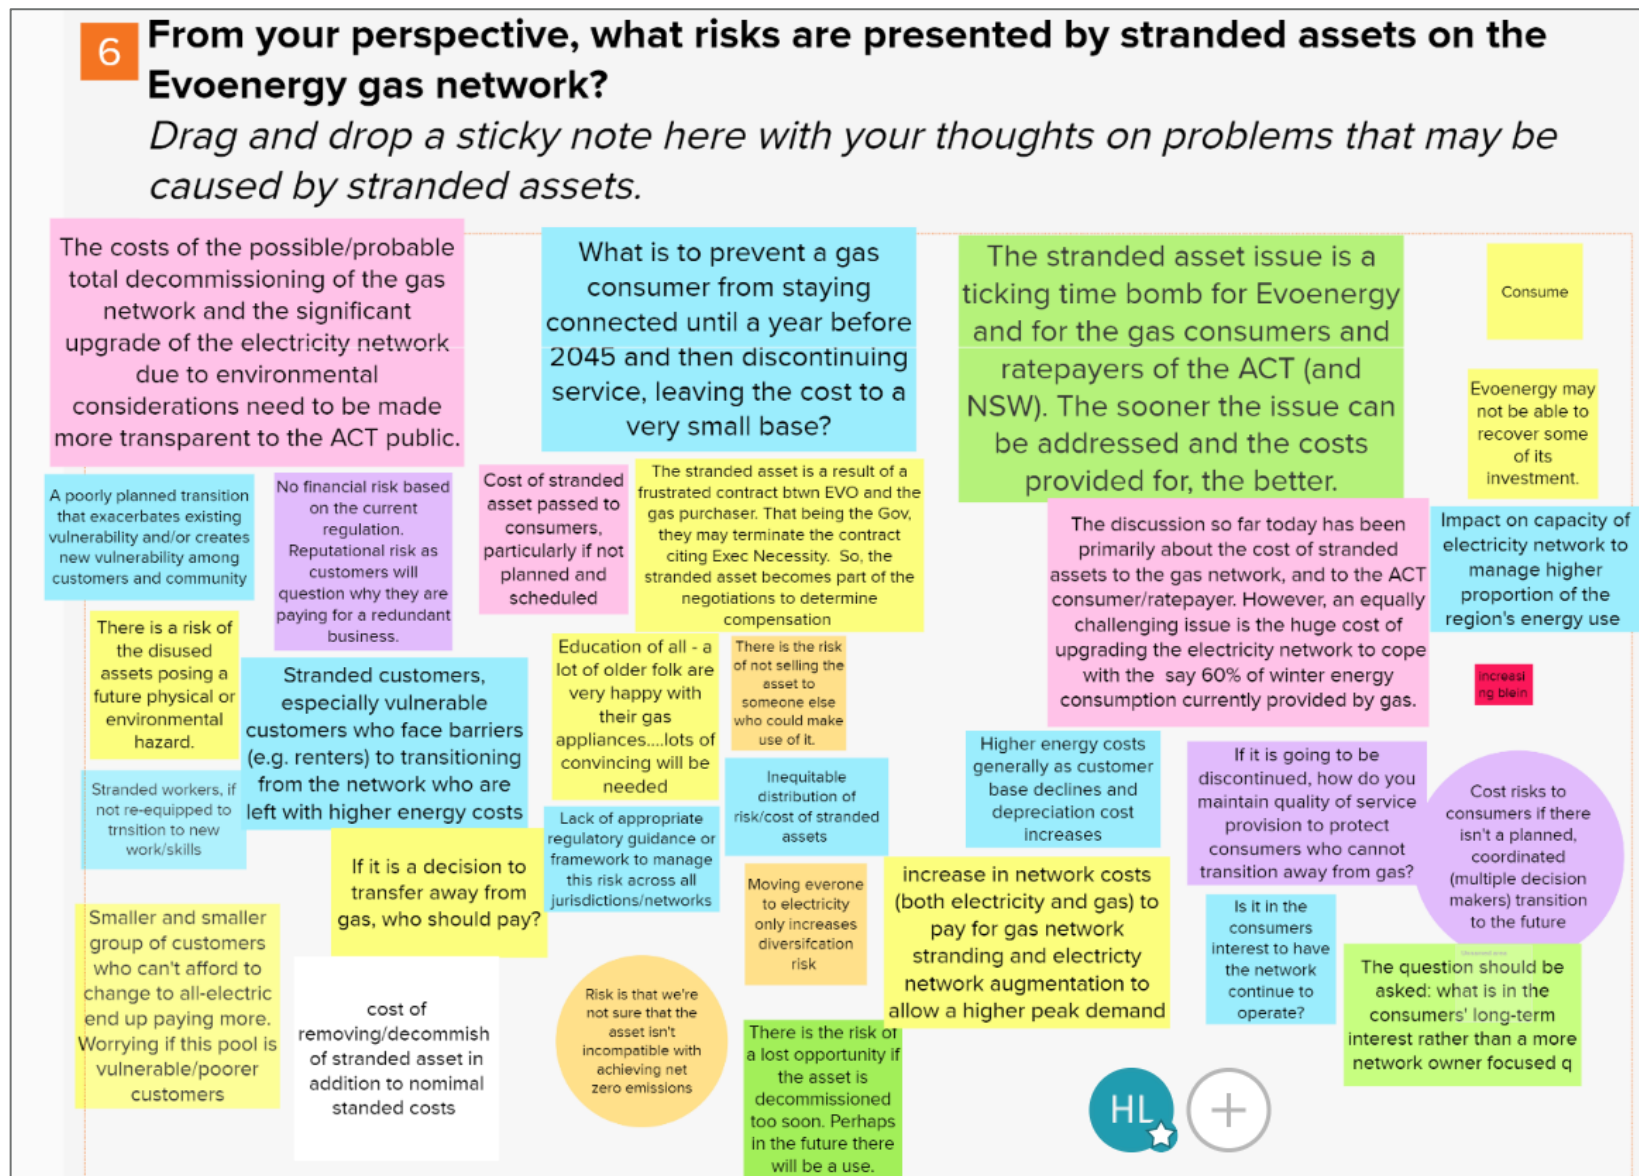 6
From your perspective, what risks are presented by stranded assets on the
Evoenergy gas network?
Drag and drop a sticky note here with your thoughts on problems that may be
caused by stranded assets.
The costs of the possible/probable
total decommissioning of the gas
network and the significant
upgrade of the electricity network
due to environmental
considerations need to be made
more transparent to the ACT public.
What is to prevent a gas
consumer from staying
connected until a year before
2045 and then discontinuing
service, leaving the cost to a
very small base?
The stranded asset issue is a
ticking time bomb for Evoenergy
and for the gas consumers and
ratepayers of the ACT (and
NSW). The sooner the issue can
be addressed and the costs
provided for, the better.
Consume
Evoenergy may
not be able to
recover some
of its
investment.
A poorly planned transition
that exacerbates existing
vulnerability and/or creates
new vulnerability among
customers and community
No financial risk based
on the current
regulation.
Reputational risk as
customers will
question why they are
paying for a redundant
business.
Cost of stranded
asset passed to
consumers,
particularly if not
planned and
scheduled
The stranded asset is a result of a
frustrated contract btwn EVO and the
gas purchaser. That being the Gov,
they may terminate the contract
citing Exec Necessity. So, the
stranded asset becomes part of the
negotiations to determine
compensation
The discussion so far today has been
primarily about the cost of stranded
assets to the gas network, and to the ACT
consumer/ratepayer. However, an equally
challenging issue is the huge cost of
upgrading the electricity network to cope
with the say 60% of winter energy
consumption currently provided by gas.
Impact on capacity of
electricity network to
manage higher
proportion of the
region's energy use
There is a risk of
the disused
assets posing a
future physical or
environmental
hazard.
Stranded customers,
especially vulnerable
customers who face barriers
(e.g. renters) to transitioning
from the network who are
left with higher energy costs
Education of all - a
lot of older folk are
very happy with
their gas
appliances....lots of
convincing will be
needed
There is the risk
of not selling the
asset to
someone else
who could make
use of it.
increasi
ng blein
Stranded workers, if
not re-equipped to
trnsition to new
work/skills
Lack of appropriate
regulatory guidance or
framework to manage
this risk across all
jurisdictions/networks
Inequitable
distribution of
risk/cost of stranded
assets
Higher energy costs
generally as customer
base declines and
depreciation cost
increases
If it is going to be
discontinued, how do you
maintain quality of service
provision to protect
consumers who cannot
transition away from gas?
Cost risks to
consumers if there
isn't a planned,
coordinated
(multiple decision
makers) transition
to the future
If it is a decision to
transfer away from
gas, who should pay?
Moving everone
to electricity
only increases
diversifcation
risk
increase in network costs
(both electricity and gas) to
pay for gas network
stranding and electricty
network augmentation to
allow a higher peak demand
Is it in the
consumers
interest to have
the network
continue to
operate?
The question should be
asked: what is in the
consumers' long-term
interest rather than a more
network owner focused q
Smaller and smaller
group of customers
who can't afford to
change to all-electric
end up paying more.
Worrying if this pool is
vulnerable/poorer
customers
cost of
removing/decommish
of stranded asset in
addition to nomimal
standed costs
Risk is that we're
not sure that the
asset isn't
incompatible with
achieving net
zero emissions
There is the risk of
a lost opportunity if
the asset is
decommissioned
too soon. Perhaps
in the future there
will be a use.
HL